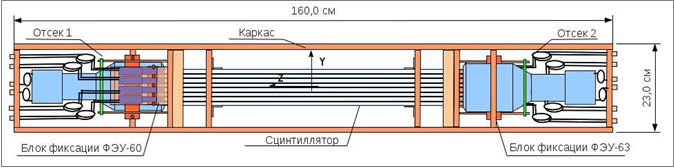 160,0 см
Отсек 1
Каркас
Отсек 2
Y
Z
23,0 см
Блок фиксации ФЭУ-60
Сцинтиллятор
Блок фиксации ФЭУ-63